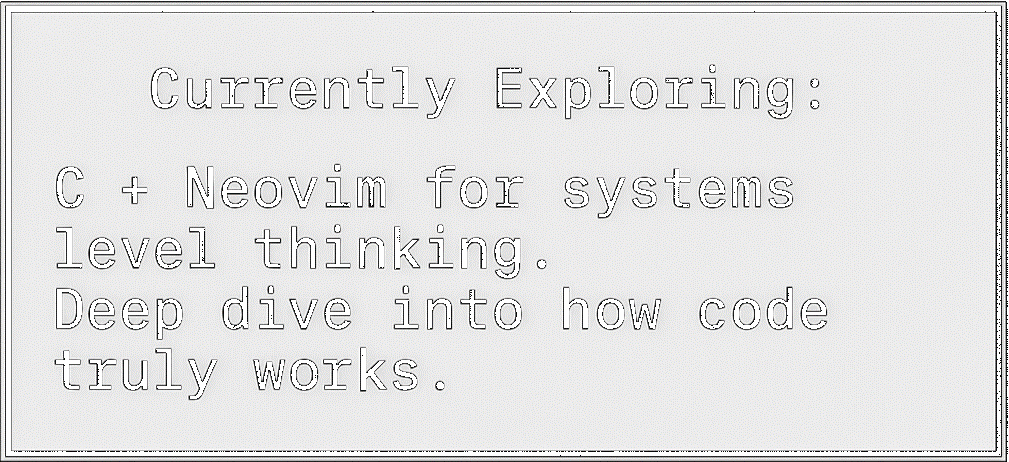 Currently Exploring:
C + Neovim for systems
level thinking.
Deep dive into how code
truly works.